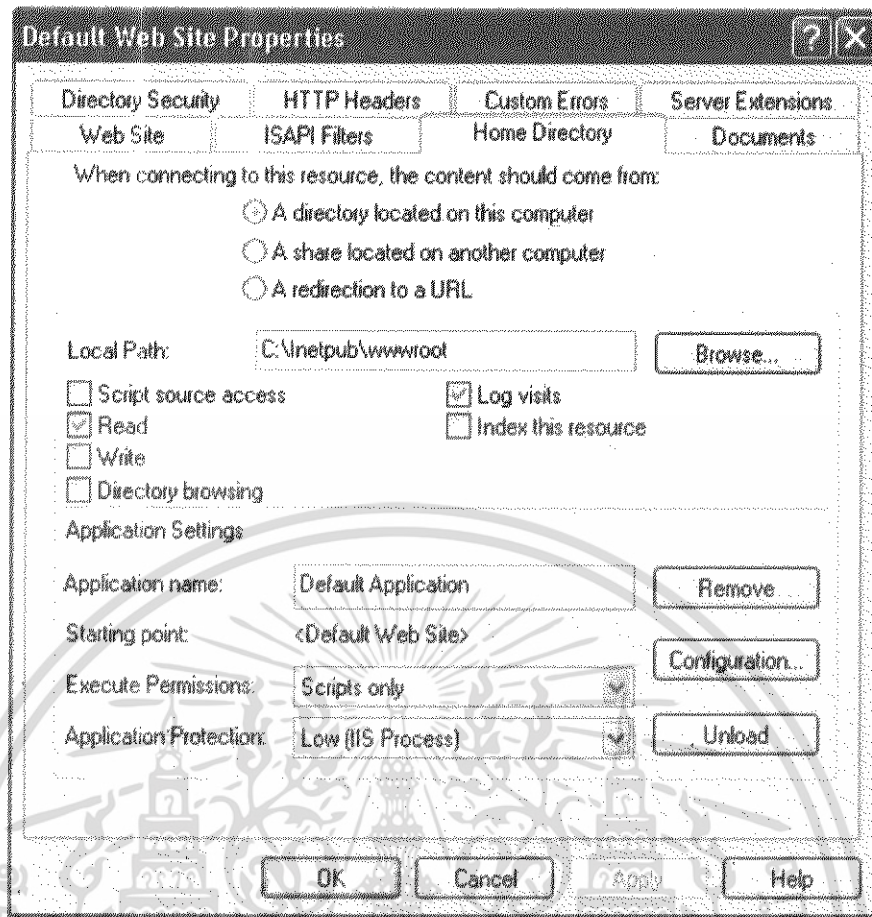 Default Web Site Properties
Directory Security HTTP Headers Custom Errors Server Extensions
Web Site ISAPI Filters Home Directory Documents
When connecting to this resource, the content should come from:
A directory located on this computer
A share located on another computer
A redirection to a URL
Local Path: C:\Inetpub\wwwroot Browse...
Script source access Log visits
Read Index this resource
Write
Directory browsing
Application Settings
Application name: Default Application Remove
Starting point: <Default Web Site>
Configuration...
Execute Permissions: Scripts only
Application Protection: Low (IIS Process) Unload
OK Cancel Apply Help